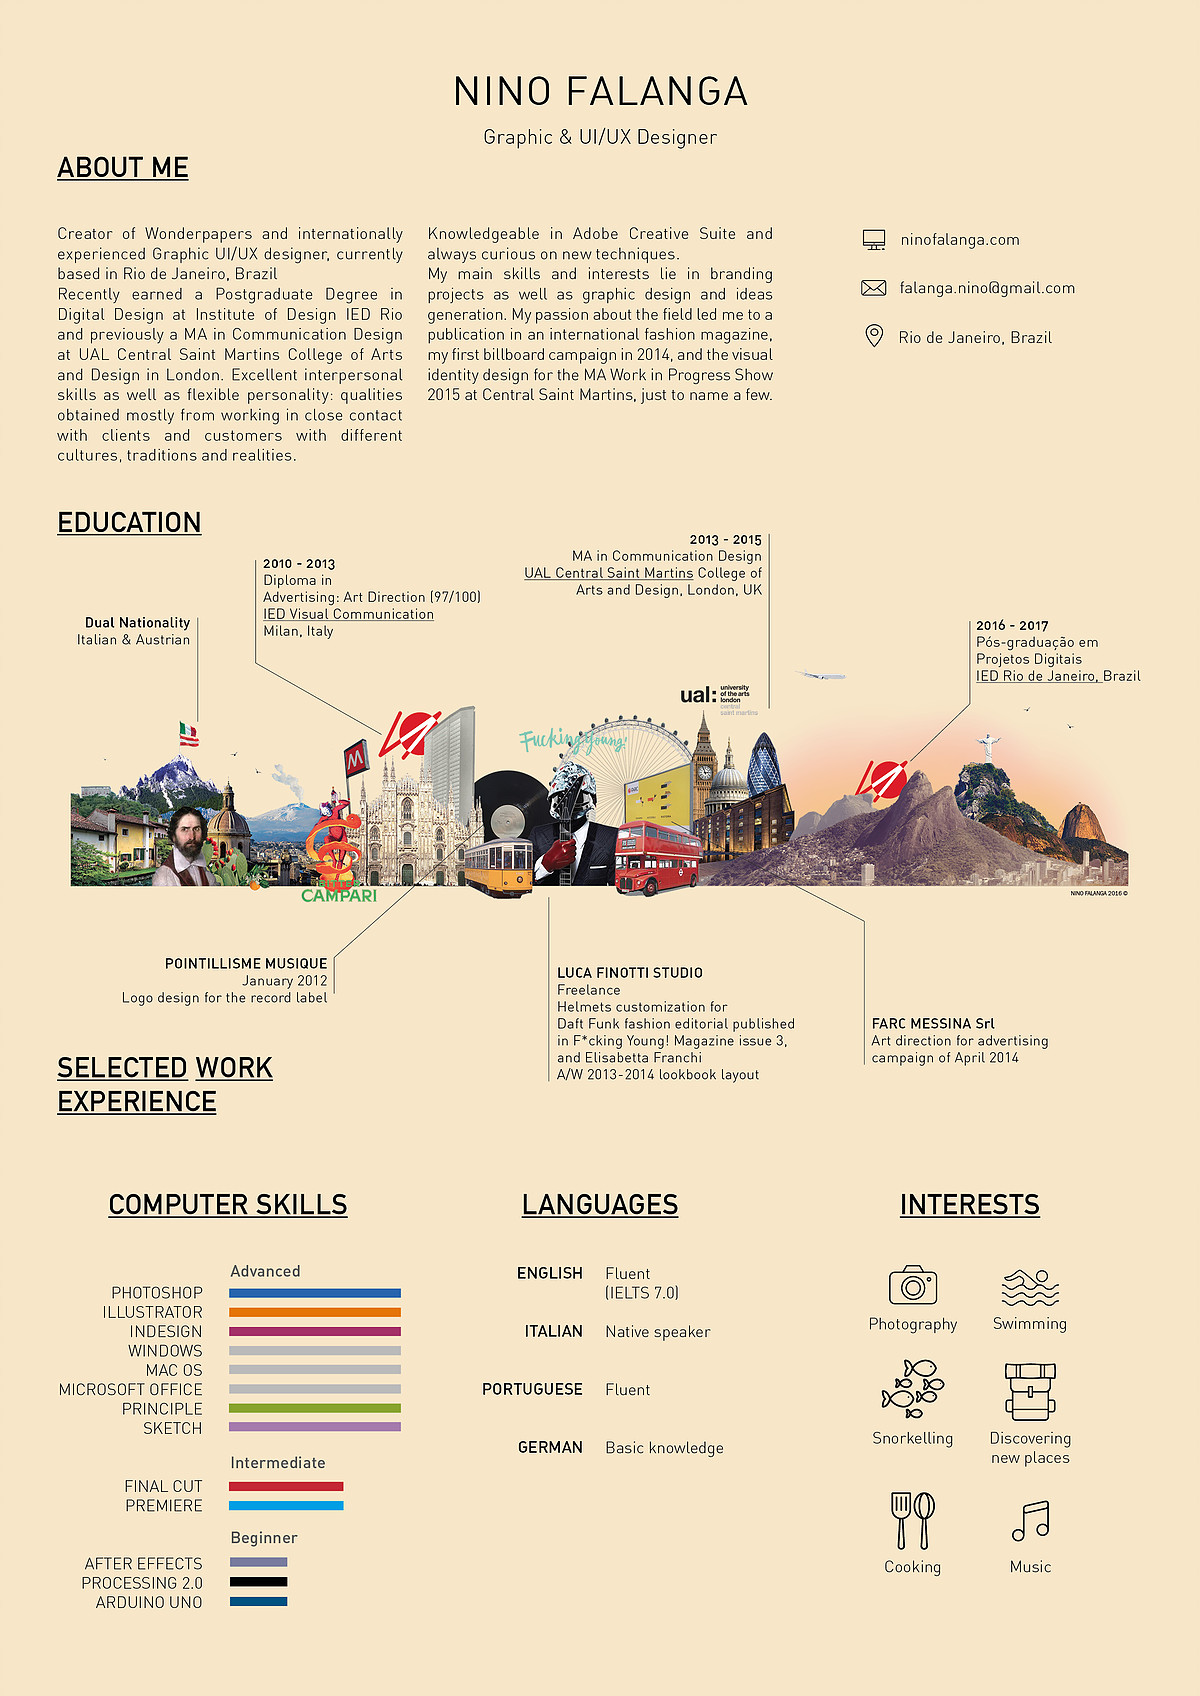 NINO FALANGA
Graphic & UI/UX Designer
ABOUT ME
Creator of Wonderpapers and internationally
experienced Graphic UI/UX designer, currently
based in Rio de Janeiro, Brazil
Recently earned a Postgraduate Degree in
Digital Design at Institute of Design IED Rio
and previously a MA in Communication Design
at UAL Central Saint Martins College of Arts
and Design in London. Excellent interpersonal
skills as well as flexible personality: qualities
obtained mostly from working in close contact
with clients and customers with different
cultures, traditions and realities.
Knowledgeable in Adobe Creative Suite and
always curious on new techniques.
My main skills and interests lie in branding
projects as well as graphic design and ideas
generation. My passion about the field led me to a
publication in an international fashion magazine,
my first billboard campaign in 2014, and the visual
identity design for the MA Work in Progress Show
2015 at Central Saint Martins, just to name a few.
ninofalanga.com
falanga.nino@gmail.com
Rio de Janeiro, Brazil
EDUCATION
Dual Nationality
Italian & Austrian
2010 - 2013
Diploma in
Advertising: Art Direction (97/100)
IED Visual Communication
Milan, Italy
2013 - 2015
MA in Communication Design
UAL Central Saint Martins College of
Arts and Design, London, UK
2016 - 2017
Pós-graduação em
Projetos Digitais
IED Rio de Janeiro, Brazil
ual:
university
of the arts
london
central
saint martins
Fucking Young!
M
CAMPARI
NINO FALANGA 2016 ©
POINTILLISME MUSIQUE
January 2012
Logo design for the record label
LUCA FINOTTI STUDIO
Freelance
Helmets customization for
Daft Funk fashion editorial published
in F*cking Young! Magazine issue 3,
and Elisabetta Franchi
A/W 2013-2014 lookbook layout
FARC MESSINA Srl
Art direction for advertising
campaign of April 2014
SELECTED WORK
EXPERIENCE
COMPUTER SKILLS
Advanced
PHOTOSHOP
ILLUSTRATOR
INDESIGN
WINDOWS
MAC OS
MICROSOFT OFFICE
PRINCIPLE
SKETCH
Intermediate
FINAL CUT
PREMIERE
Beginner
AFTER EFFECTS
PROCESSING 2.0
ARDUINO UNO
LANGUAGES
ENGLISH Fluent
(IELTS 7.0)
ITALIAN Native speaker
PORTUGUESE Fluent
GERMAN Basic knowledge
INTERESTS
Photography
Swimming
Snorkelling
Discovering
new places
Cooking
Music